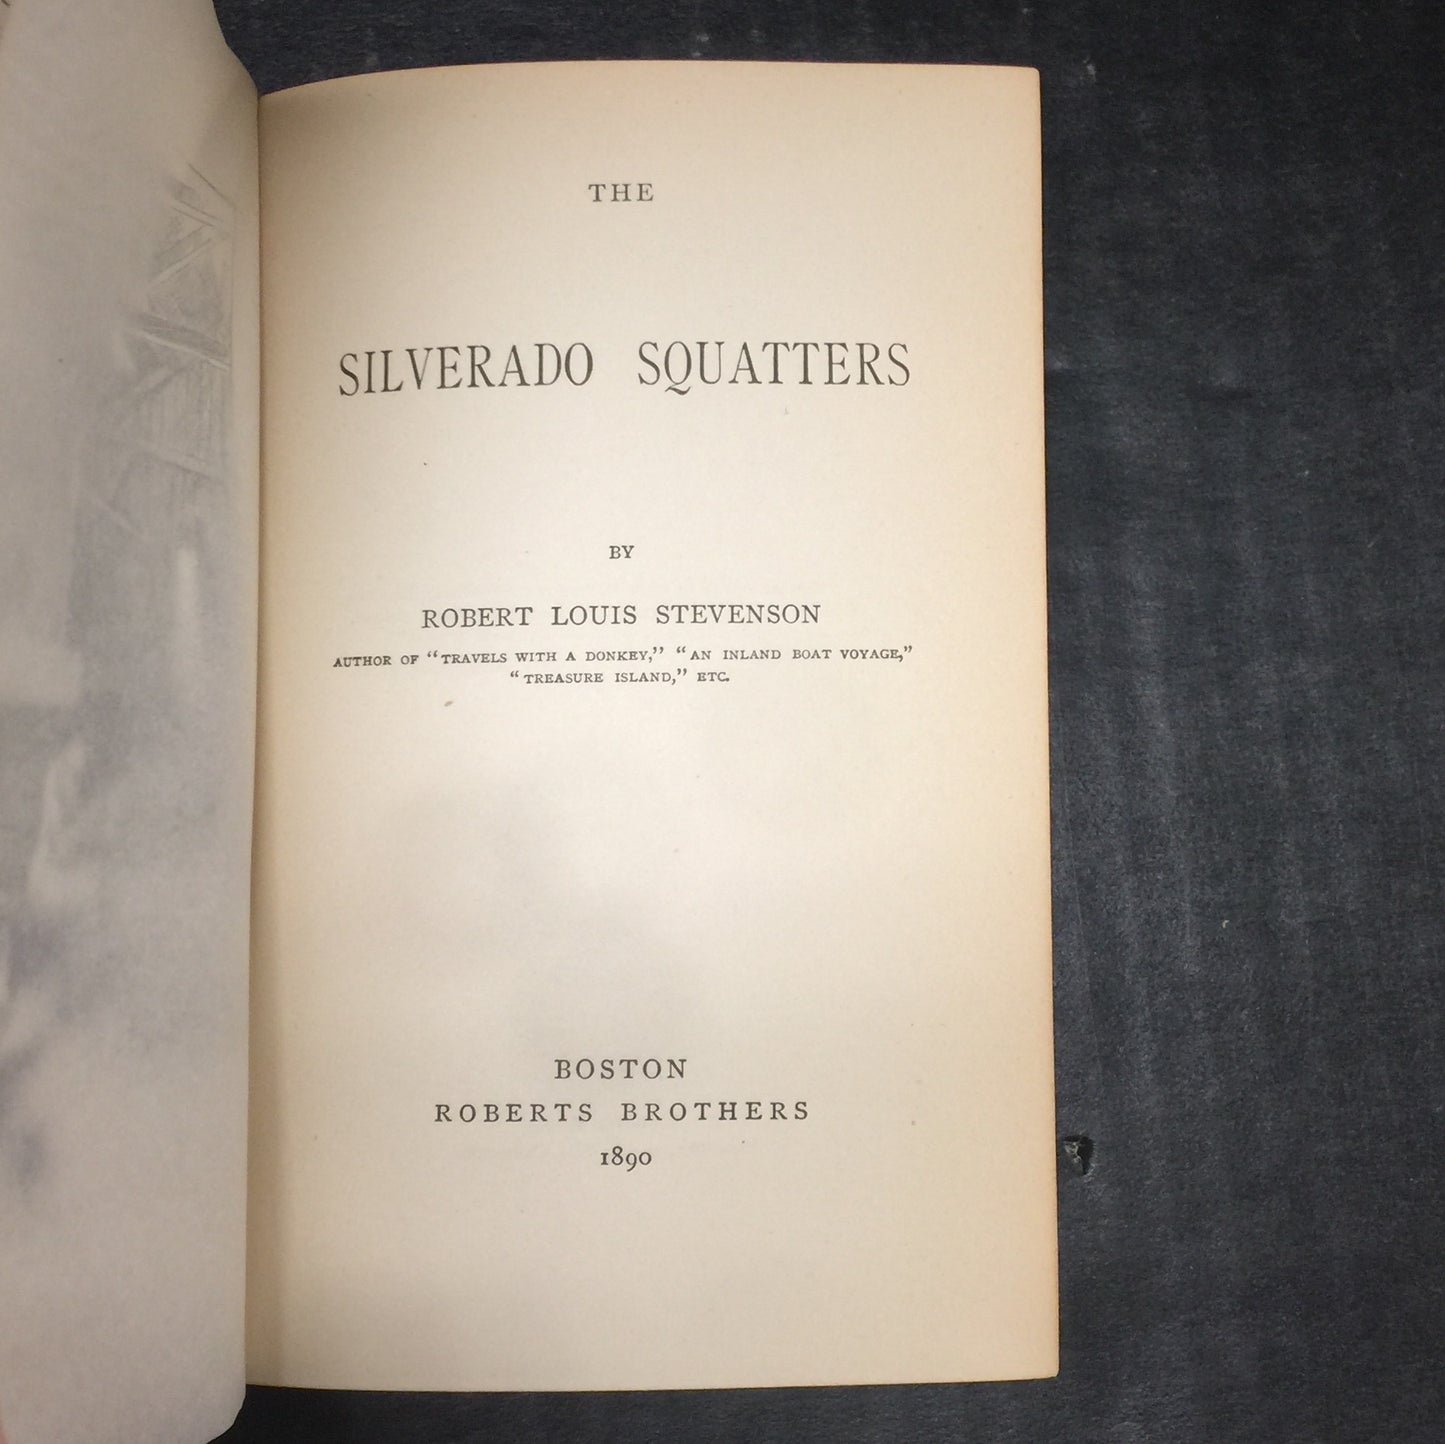 THE
SILVERADO SQUATTERS
BY
ROBERT LOUIS STEVENSON
AUTHOR OF “TRAVELS WITH A DONKEY,” “AN INLAND BOAT VOYAGE,”
“TREASURE ISLAND,” ETC.
BOSTON
ROBERTS BROTHERS
1890